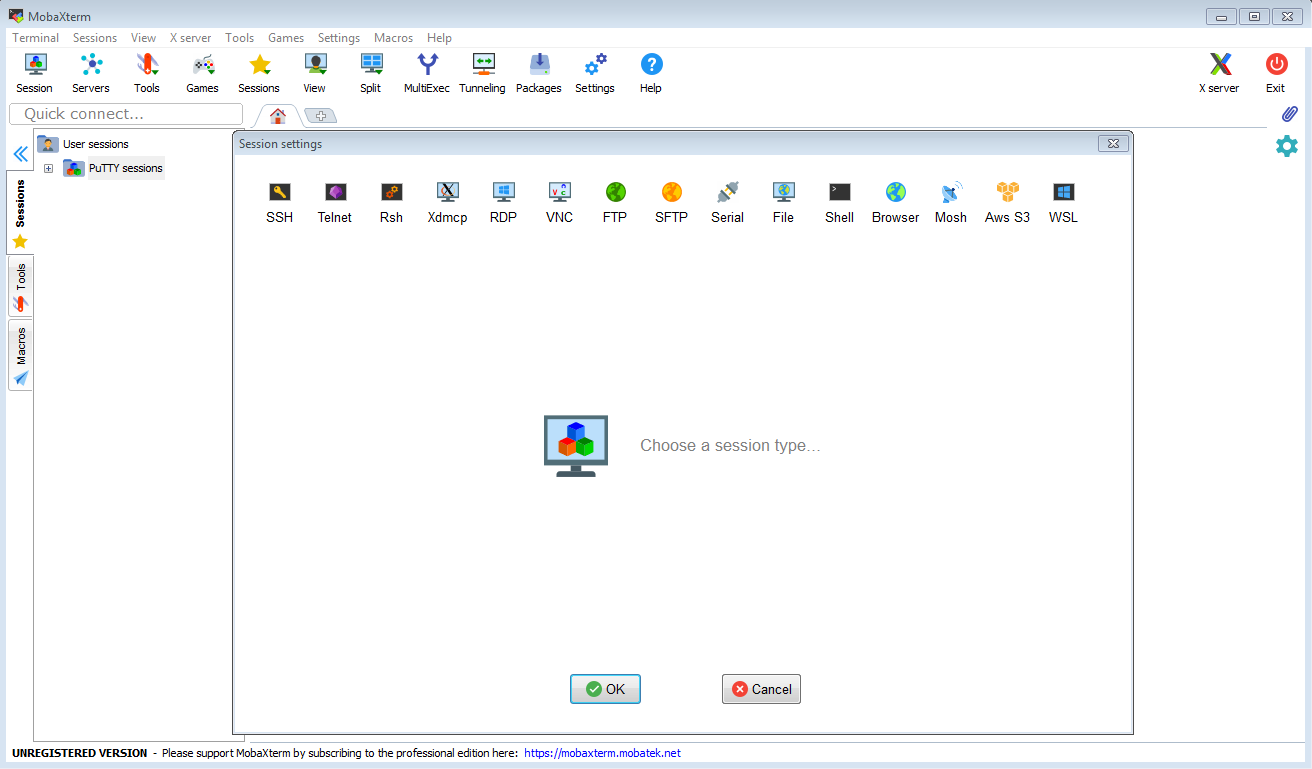 MobaXterm
Terminal Sessions View X server Tools Games Settings Macros Help
Session Servers Tools Games Sessions View Split MultiExec Tunneling Packages Settings Help X server Exit
Quick connect...
User sessions
PuTTY sessions
Sessions
Tools
Macros
Session settings
SSH Telnet Rsh Xdmcp RDP VNC FTP SFTP Serial File Shell Browser Mosh Aws S3 WSL
Choose a session type...
OK Cancel
UNREGISTERED VERSION - Please support MobaXterm by subscribing to the professional edition here: https://mobaxterm.mobatek.net